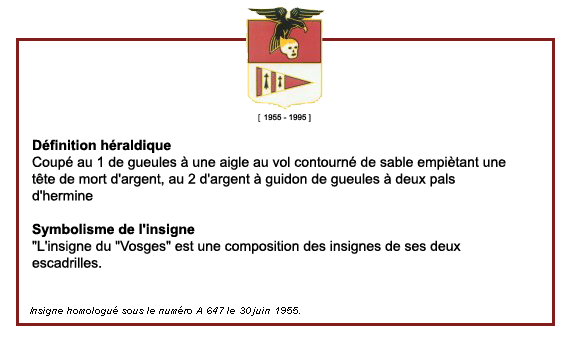 [ 1955 - 1995 ]
Définition héraldique
Coupé au 1 de gueules à une aigle au vol contourné de sable empiètant une
tête de mort d'argent, au 2 d'argent à guidon de gueules à deux pals
d'hermine
Symbolisme de l'insigne
"L'insigne du "Vosges" est une composition des insignes de ses deux
escadrilles.
Insigne homologué sous le numéro A 647 le 30 juin 1955.